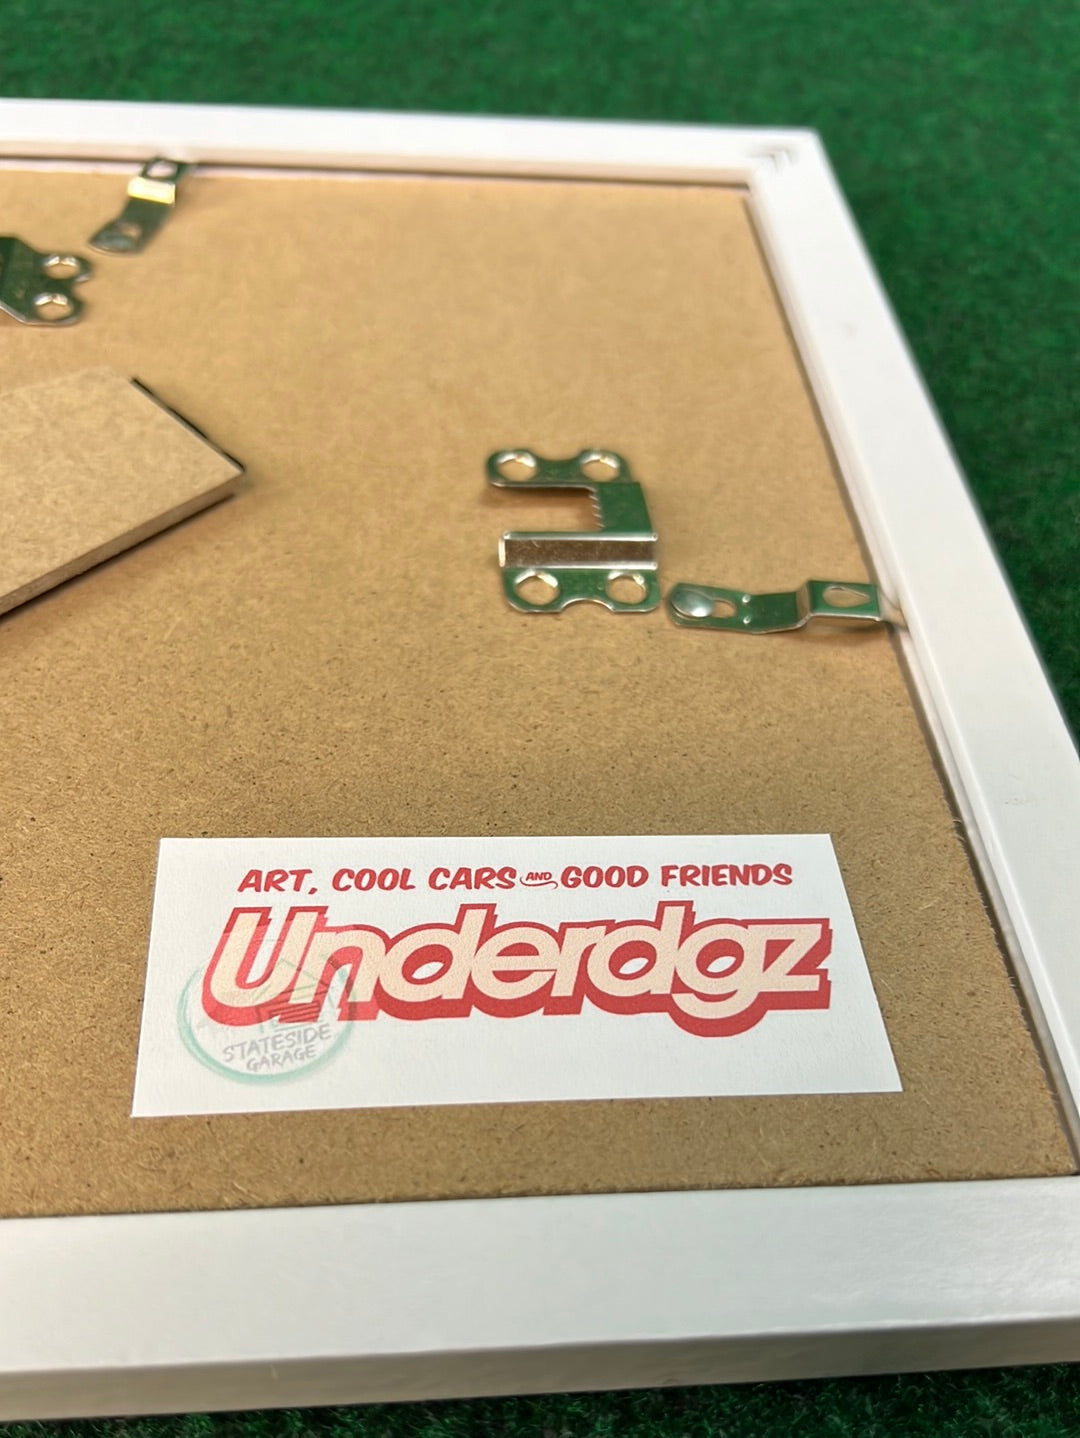 ART, COOL CARS AND GOOD FRIENDS
Underdgz
STATESIDE
GARAGE